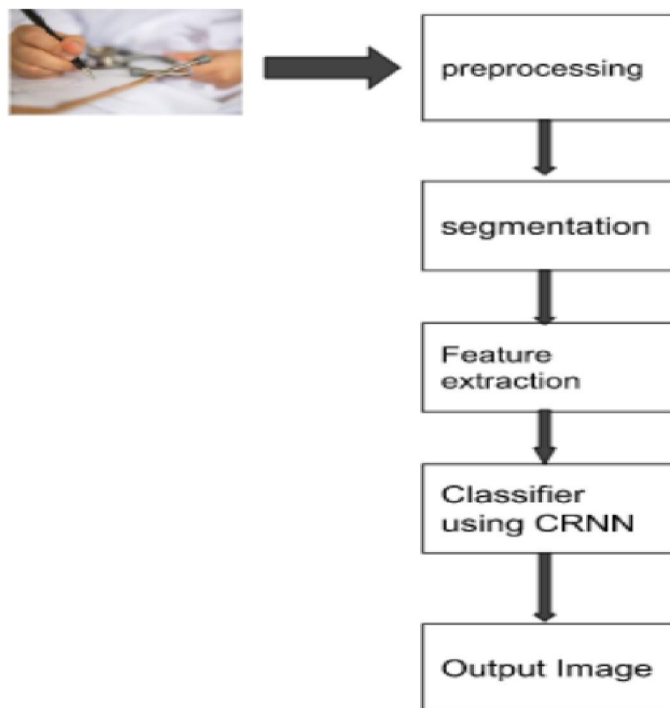 preprocessing
segmentation
Feature
extraction
Classifier
using CRNN
Output Image